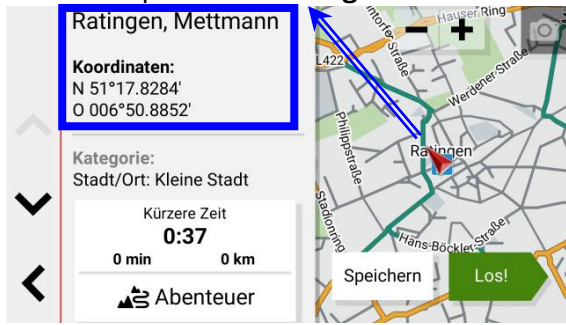 Ratingen, Mettmann
Koordinaten:
N 51°17.8284'
O 006°50.8852'
Kategorie:
Stadt/Ort: Kleine Stadt
Kürzere Zeit
0:37
0 min 0 km
Abenteuer
Hauser Ring
L422
Werdener Straße
Philippstraße
Ratingen
Stadionring
Hans-Böckler-Straße
Speichern
Los!